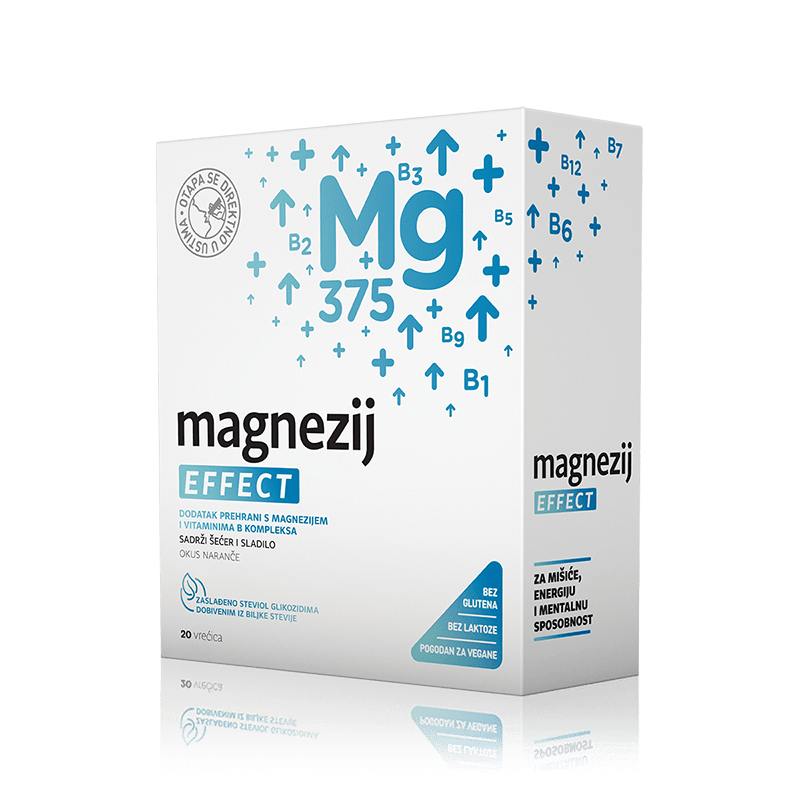 OTAPA SE DIREKTNO U USTIMA
Mg
375
B3
B2
B5
B9
B1
magnezij
EFFECT
DODATAK PREHRANI S MAGNEZIJEM
I VITAMINIMA B KOMPLEKSA
SADRŽI ŠEĆER I SLADILO
OKUS NARANČE
ZASLAĐENO STEVIOL GLIKOZIDIMA
DOBIVENIM IZ BILJKE STEVIJE
20 vrećica
BEZ
GLUTENA
BEZ LAKTOZE
POGODAN ZA VEGANE
B7
B12
B6
magnezij
EFFECT
ZA MIŠIĆE,
ENERGIJU
I MENTALNU
SPOSOBNOST